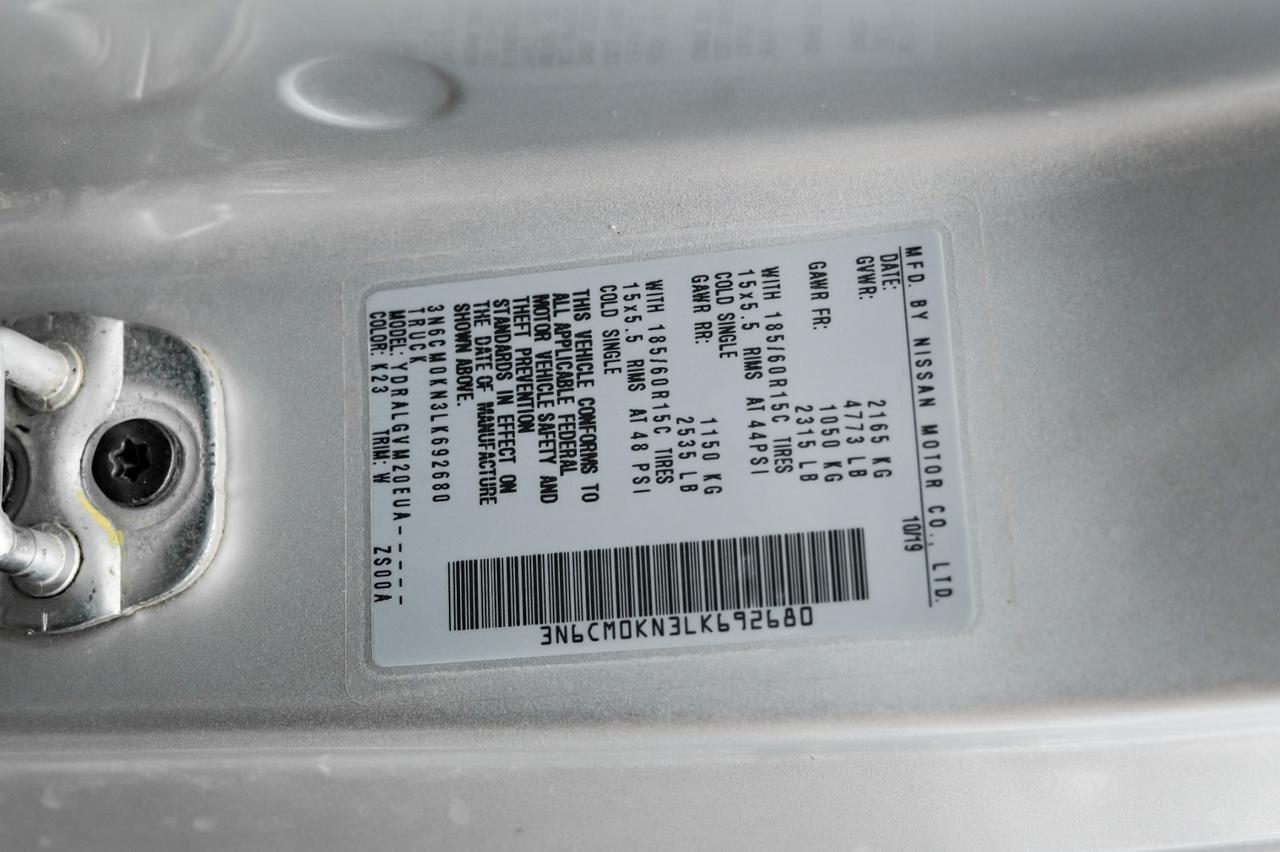 MFD. BY NISSAN MOTOR CO., LTD.
DATE: 10/19
GVWR: 2165 KG
4773 LB
GAWR FR: 1050 KG
2315 LB
WITH 185/60R15C TIRES
15x5.5 RIMS AT 44PSI
COLD SINGLE
GAWR RR: 1150 KG
2535 LB
WITH 185/60R15C TIRES
15x5.5 RIMS AT 48 PSI
COLD SINGLE
THIS VEHICLE CONFORMS TO
ALL APPLICABLE FEDERAL
MOTOR VEHICLE SAFETY AND
THEFT PREVENTION
STANDARDS IN EFFECT ON
THE DATE OF MANUFACTURE
SHOWN ABOVE.
3N6CM0KN3LK692680
TRUCK
MODEL: YDRALGVM20EUA-----
COLOR: K23 TRIM: W ZS00A
3N6CM0KN3LK692680